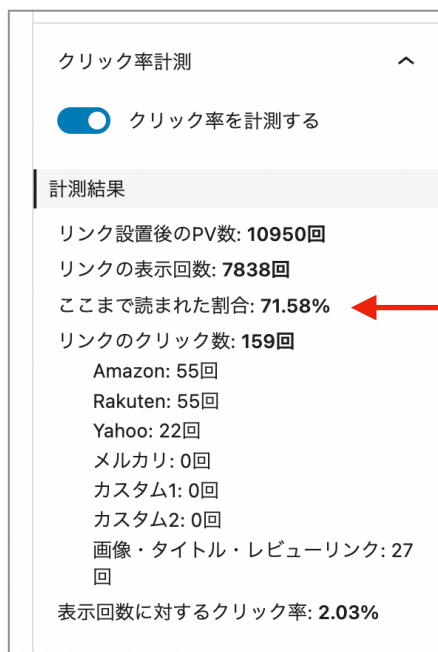 クリック率計測
クリック率を計測する
計測結果
リンク設置後のPV数: 10950回
リンクの表示回数: 7838回
ここまで読まれた割合: 71.58%
リンクのクリック数: 159回
Amazon: 55回
Rakuten: 55回
Yahoo: 22回
メルカリ: 0回
カスタム1: 0回
カスタム2: 0回
画像・タイトル・レビューリンク: 27
回
表示回数に対するクリック率: 2.03%